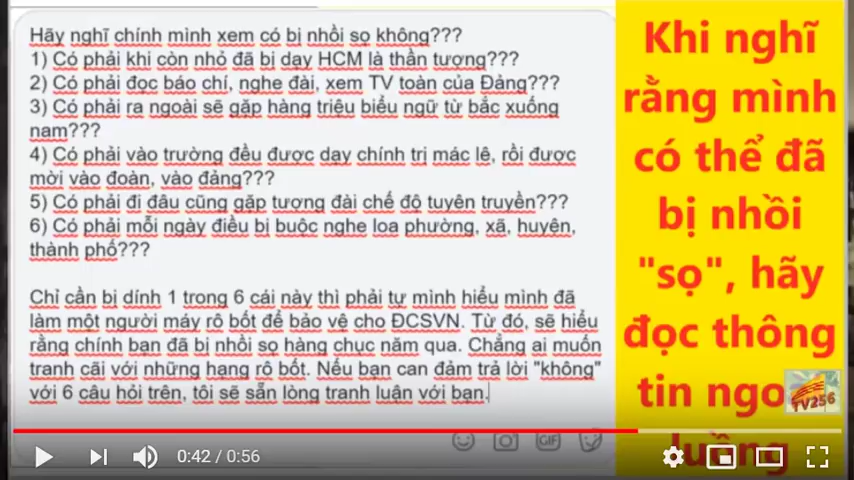 Hãy nghĩ chính mình xem có bị nhồi sọ không???
1) Có phải khi còn nhỏ đã bị dạy HCM là thần tượng???
2) Có phải đọc báo chí, nghe đài, xem TV toàn của Đảng???
3) Có phải ra ngoài sẽ gặp hàng triệu biểu ngữ từ bắc xuống
nam???
4) Có phải vào trường đều được dạy chính trị mác lê, rồi được
mời vào đoàn, vào đảng???
5) Có phải đi đâu cũng gặp tượng đài chế độ tuyên truyền???
6) Có phải mỗi ngày điều bị buộc nghe loa phường, xã, huyện,
thành phố???
Chỉ cần bị dính 1 trong 6 cái này thì phải tự mình hiểu mình đã
làm một người máy rô bốt để bảo vệ cho ĐCSVN. Từ đó, sẽ hiểu
rằng chính bạn đã bị nhồi sọ hàng chục năm qua. Chẳng ai muốn
tranh cãi với những hạng rô bốt. Nếu bạn can đảm trả lời "không"
với 6 câu hỏi trên, tôi sẽ sẵn lòng tranh luận với bạn.
Khi nghĩ
rằng mình
có thể đã
bị nhồi
"sọ", hãy
đọc thông
tin ngo
luồng
TV256
GIF
0:42 / 0:56